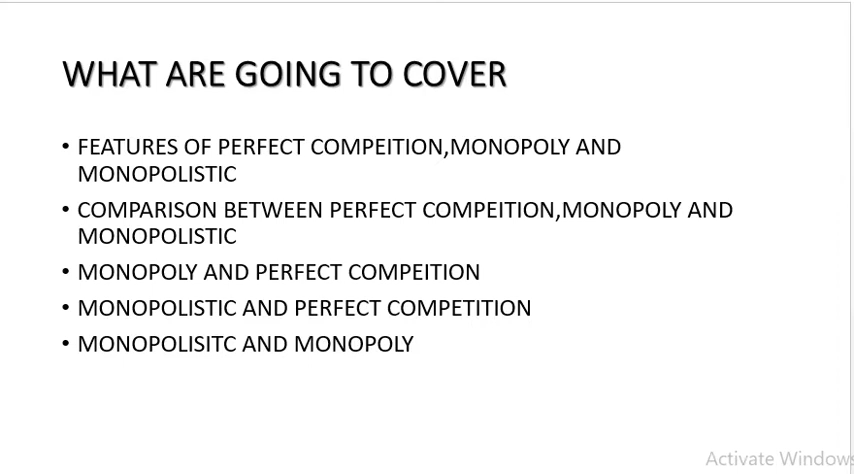 WHAT ARE GOING TO COVER
• FEATURES OF PERFECT COMPEITION,MONOPOLY AND
MONOPOLISTIC
• COMPARISON BETWEEN PERFECT COMPEITION,MONOPOLY AND
MONOPOLISTIC
• MONOPOLY AND PERFECT COMPEITION
• MONOPOLISTIC AND PERFECT COMPETITION
• MONOPOLISITC AND MONOPOLY
Activate Windows